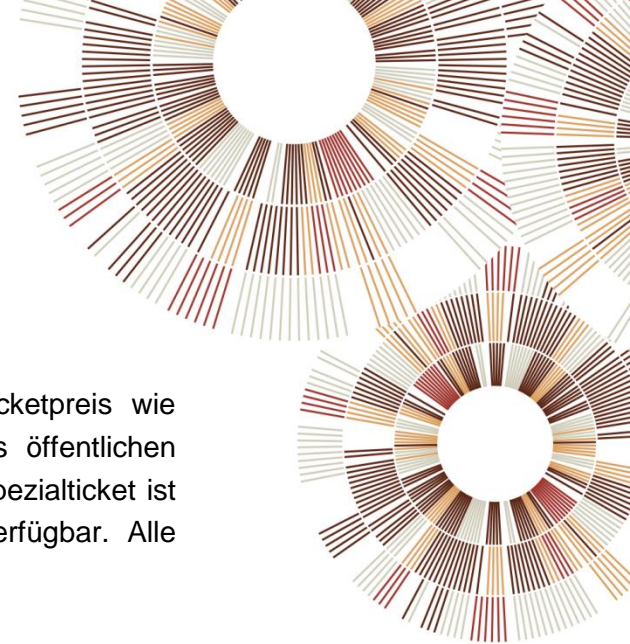 cketpreis wie
s öffentlichen
pezialticket ist
erfügbar. Alle